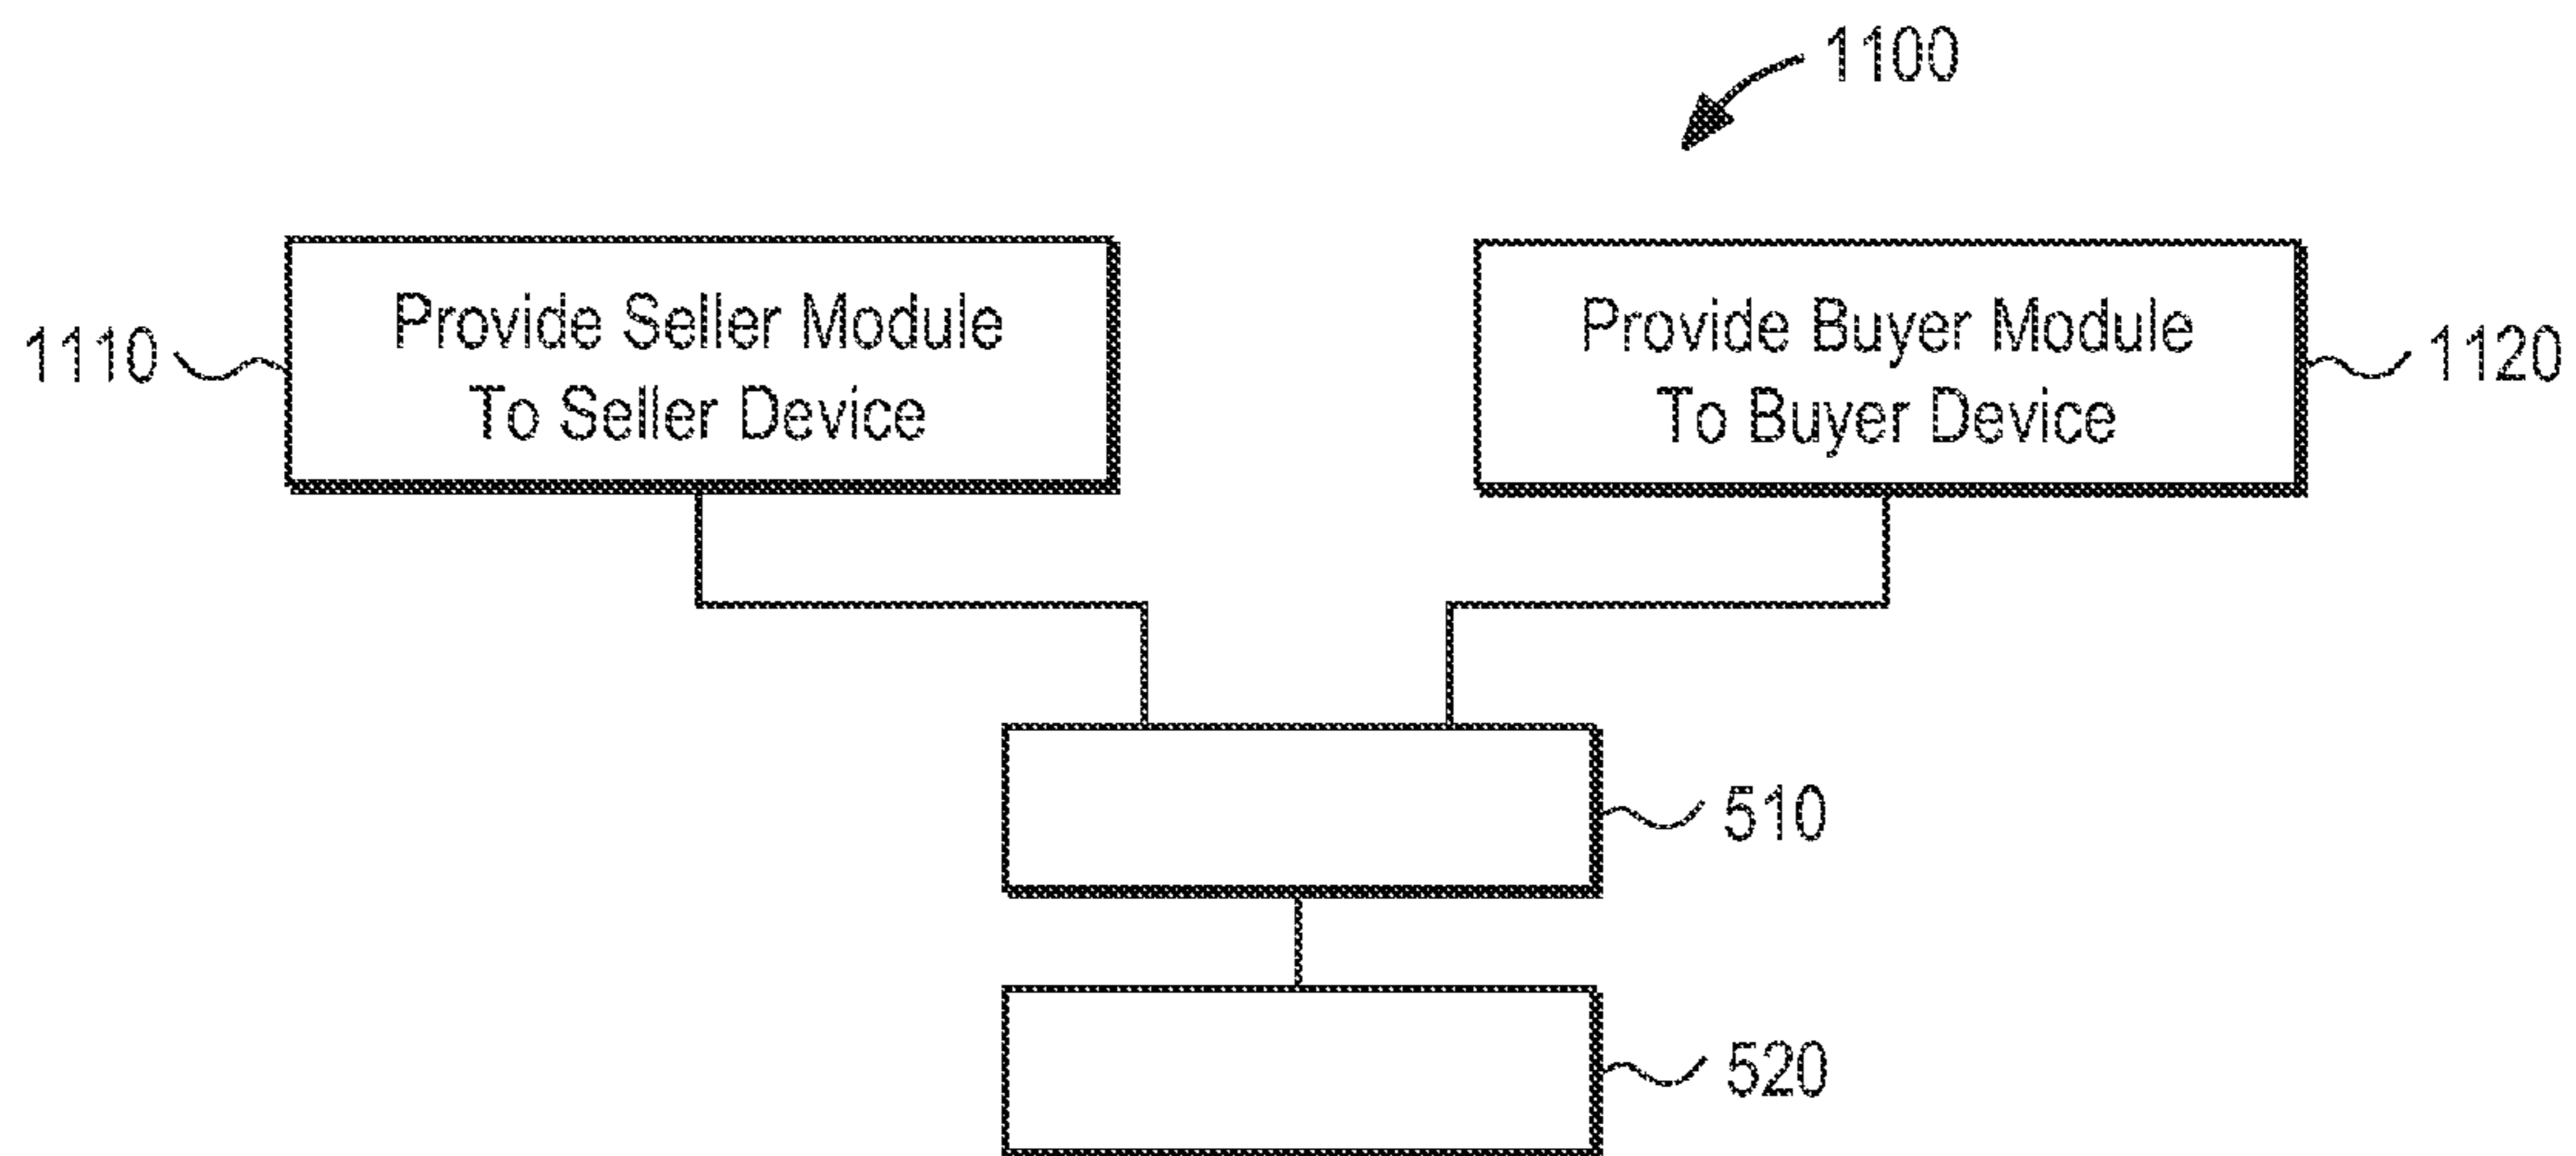 1100
Provide Seller Module
To Seller Device
1110
Provide Buyer Module
To Buyer Device
1120
510
520